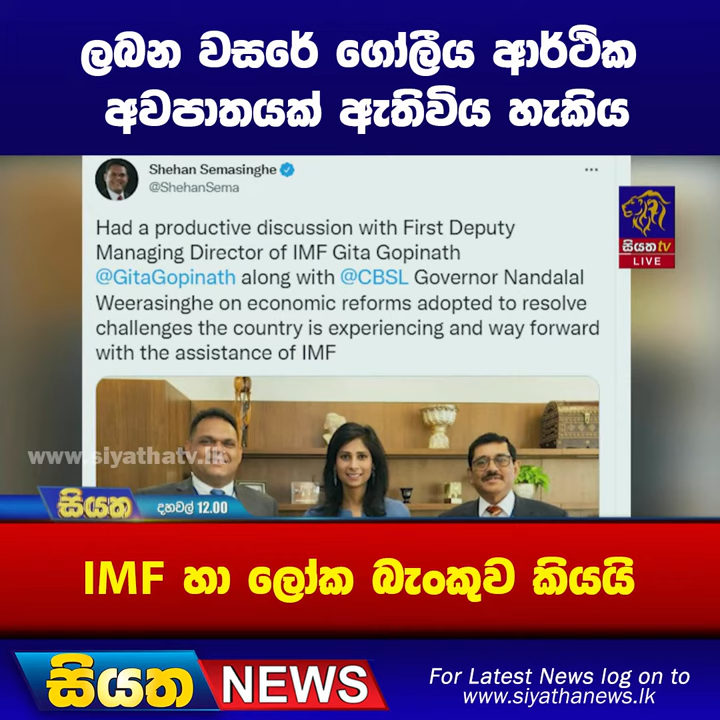 ලබන වසරේ ගෝලීය ආර්ථික
අවපාතයක් ඇතිවිය හැකිය
Shehan Semasinghe
@ShehanSema
Had a productive discussion with First Deputy
Managing Director of IMF Gita Gopinath
@GitaGopinath along with @CBSL Governor Nandalal
Weerasinghe on economic reforms adopted to resolve
challenges the country is experiencing and way forward
with the assistance of IMF
සියත tv
LIVE
www.siyathatv.lk
සියත දහවල් 12.00
IMF හා ලෝක බැංකුව කියයි
සියත NEWS
For Latest News log on to
www.siyathanews.lk